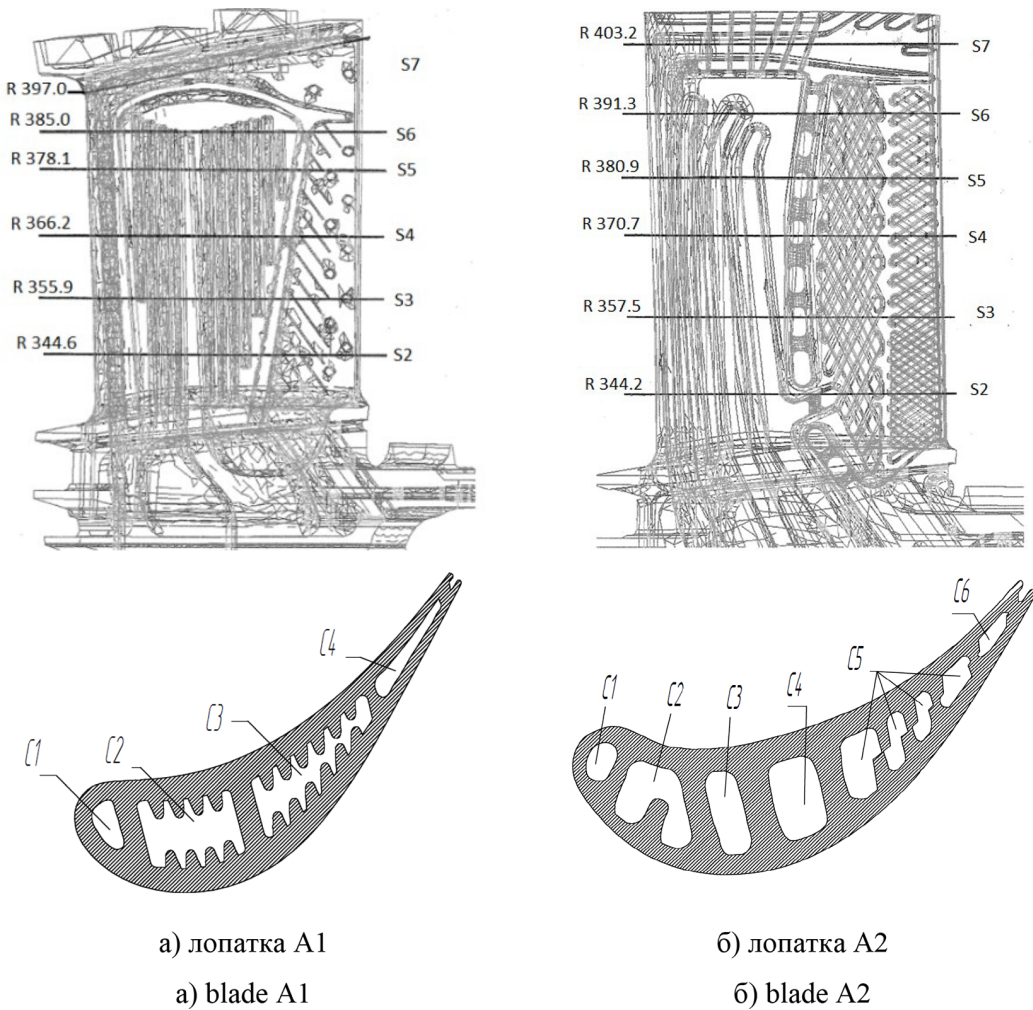 R 397.0
R 385.0
R 378.1
R 366.2
R 355.9
R 344.6
S7
S6
S5
S4
S3
S2
R 403.2
R 391.3
R 380.9
R 370.7
R 357.5
R 344.2
S7
S6
S5
S4
S3
S2
C1
C2
C3
C4
C1
C2
C3
C4
C5
C6
а) лопатка А1
а) blade A1
б) лопатка А2
б) blade A2